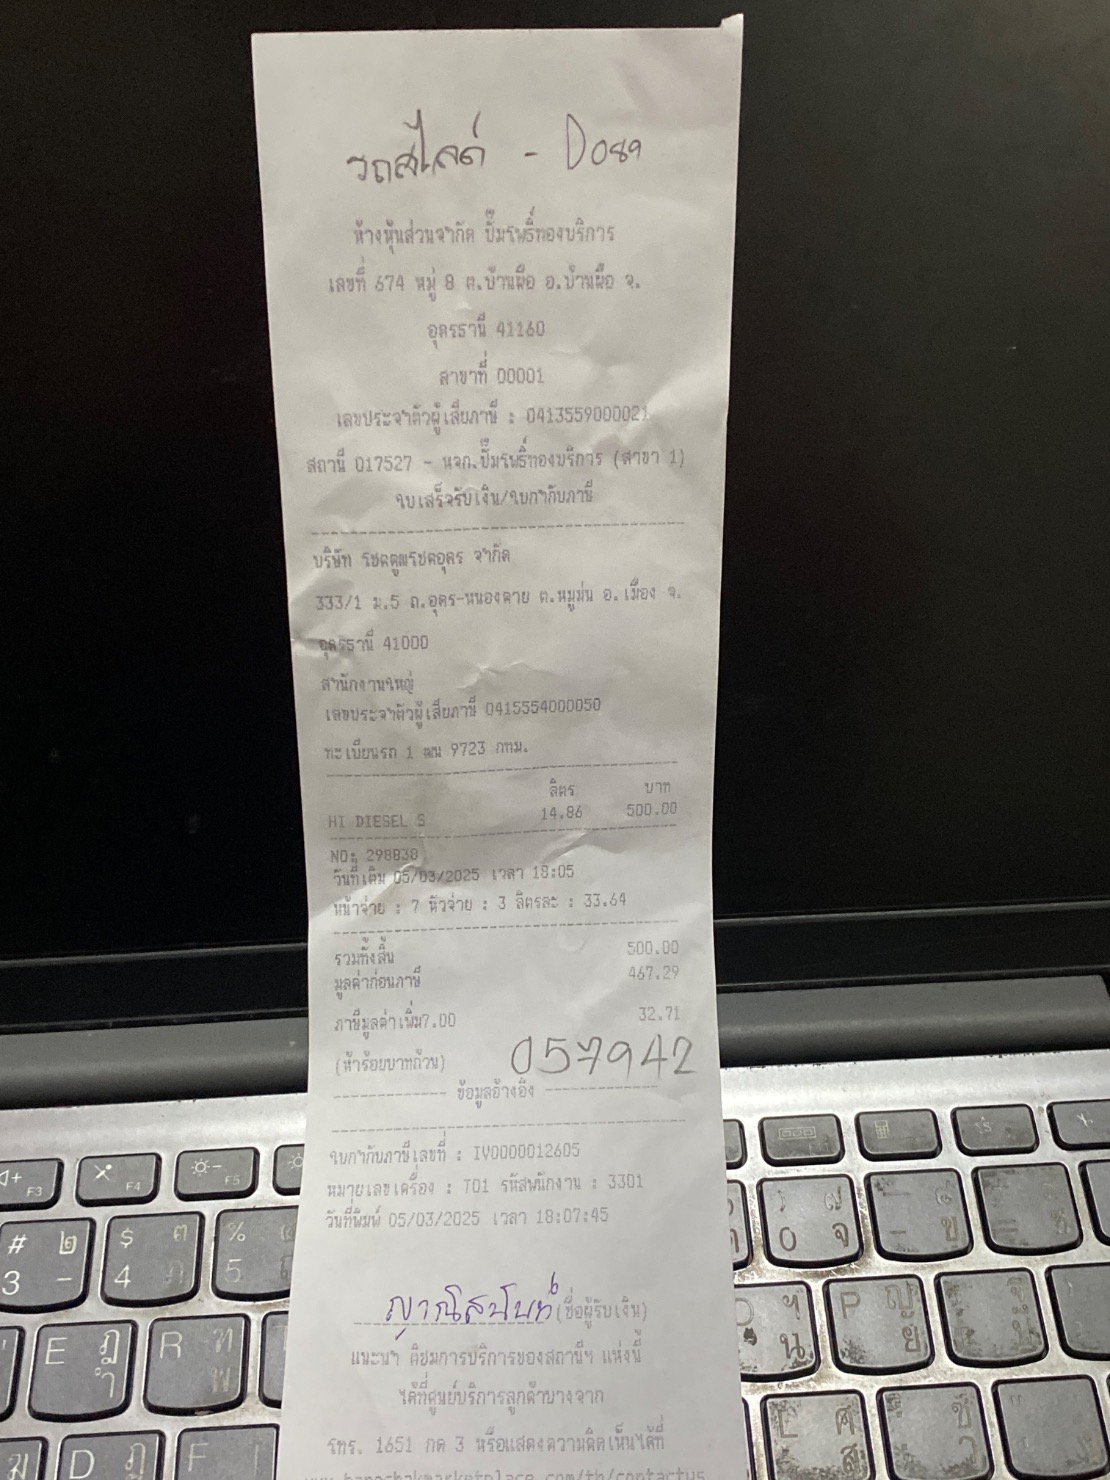 รถสไลด์ - D089
ห้างหุ้นส่วนจำกัด ปั๊มโพธิ์ทองบริการ
เลขที่ 674 หมู่ 8 ต.บ้านผือ อ.บ้านผือ จ.
อุดรธานี 41160
สาขาที่ 00001
เลขประจำตัวผู้เสียภาษี : 0413559000021
สถานี 017527 - หจก.ปั๊มโพธิ์ทองบริการ (สาขา 1)
ใบเสร็จรับเงิน/ใบกำกับภาษี
บริษัท รชตภูมรชตอุดร จำกัด
333/1 ม.5 ถ.อุดร-หนองคาย ต.หมูม่น อ.เมือง จ.
อุดรธานี 41000
สำนักงานใหญ่
เลขประจำตัวผู้เสียภาษี 0415554000050
ทะเบียนรถ 1 ฒน 9723 กทม.
ลิตร บาท
HI DIESEL S 14.86 500.00
NO: 298838
วันที่เติม 05/03/2025 เวลา 18:05
หน้าจ่าย : 7 หัวจ่าย : 3 ลิตรละ : 33.64
รวมทั้งสิ้น 500.00
มูลค่าก่อนภาษี 467.29
ภาษีมูลค่าเพิ่ม7.00 32.71
(ห้าร้อยบาทถ้วน) 057942
ข้อมูลอ้างอิง
ใบกำกับภาษีเลขที่ : IV0000012605
หมายเลขเครื่อง : T01 รหัสพนักงาน : 3301
วันที่พิมพ์ 05/03/2025 เวลา 18:07:45
(ชื่อผู้รับเงิน)
แนะนำ ติชมการบริการของสถานีฯ แห่งนี้
ได้ที่ศูนย์บริการลูกค้าบางจาก
โทร. 1651 กด 3 หรือแสดงความคิดเห็นได้ที่
www.bangchakmarketplace.com/th/contactus